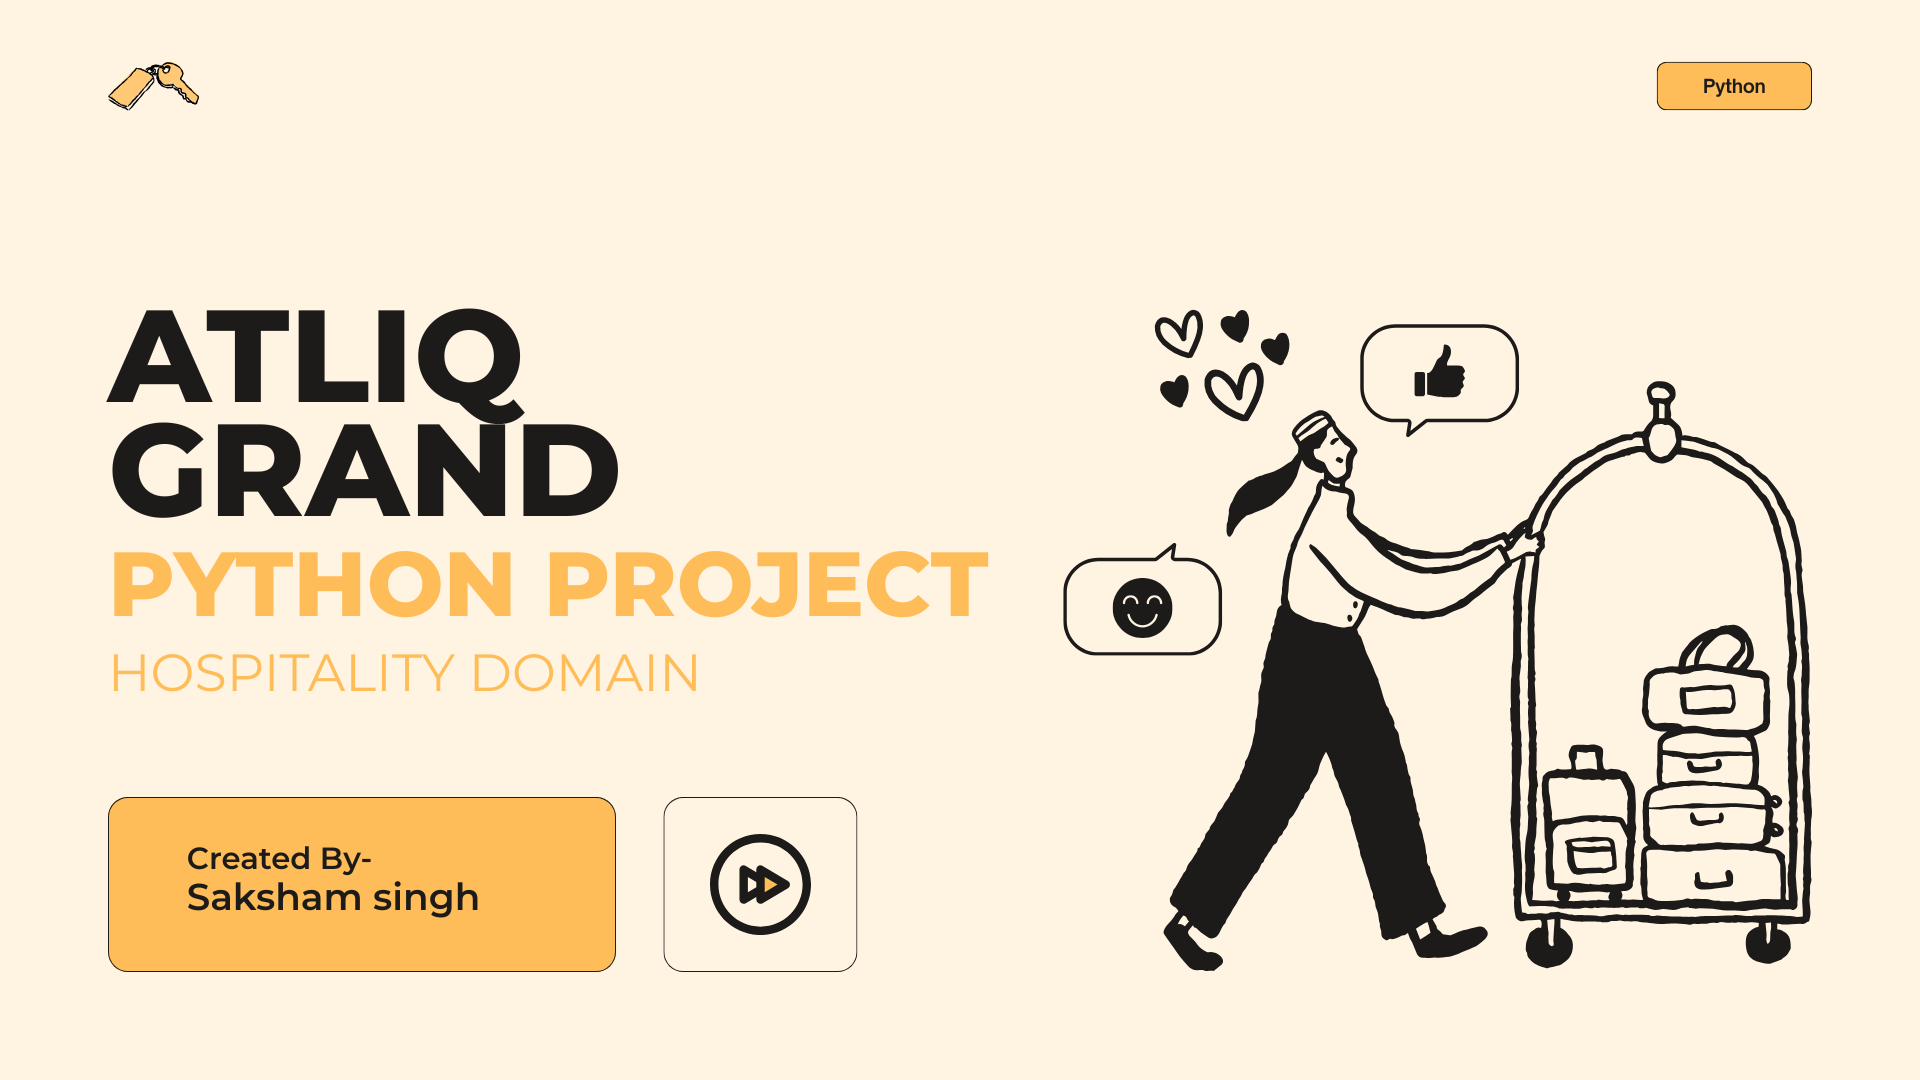 Python
ATLIQ
GRAND
PYTHON PROJECT
HOSPITALITY DOMAIN
Created By-
Saksham singh